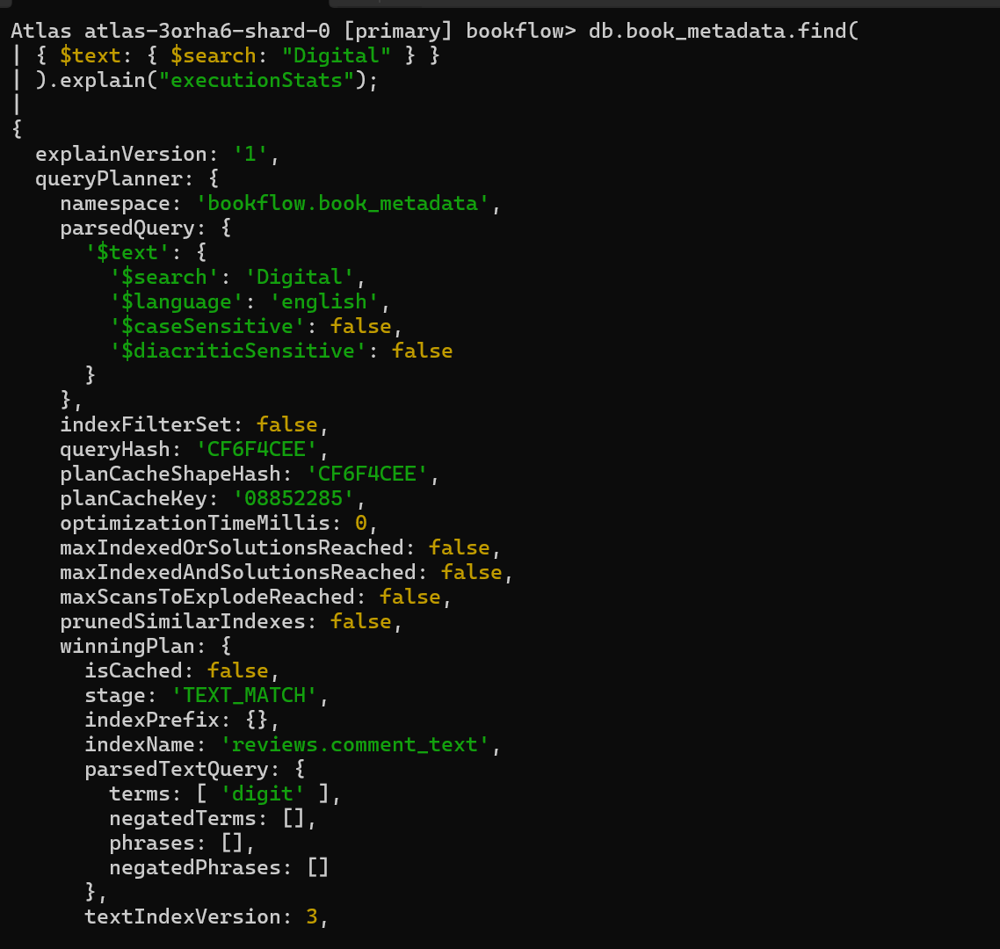 Atlas atlas-3orha6-shard-0 [primary] bookflow> db.book_metadata.find(
| { $text: { $search: "Digital" } }
| ).explain("executionStats");
|
{
  explainVersion: '1',
  queryPlanner: {
    namespace: 'bookflow.book_metadata',
    parsedQuery: {
      '$text': {
        '$search': 'Digital',
        '$language': 'english',
        '$caseSensitive': false,
        '$diacriticSensitive': false
      }
    },
    indexFilterSet: false,
    queryHash: 'CF6F4CEE',
    planCacheShapeHash: 'CF6F4CEE',
    planCacheKey: '08852285',
    optimizationTimeMillis: 0,
    maxIndexedOrSolutionsReached: false,
    maxIndexedAndSolutionsReached: false,
    maxScansToExplodeReached: false,
    prunedSimilarIndexes: false,
    winningPlan: {
      isCached: false,
      stage: 'TEXT_MATCH',
      indexPrefix: {},
      indexName: 'reviews.comment_text',
      parsedTextQuery: {
        terms: [ 'digit' ],
        negatedTerms: [],
        phrases: [],
        negatedPhrases: []
      },
      textIndexVersion: 3,